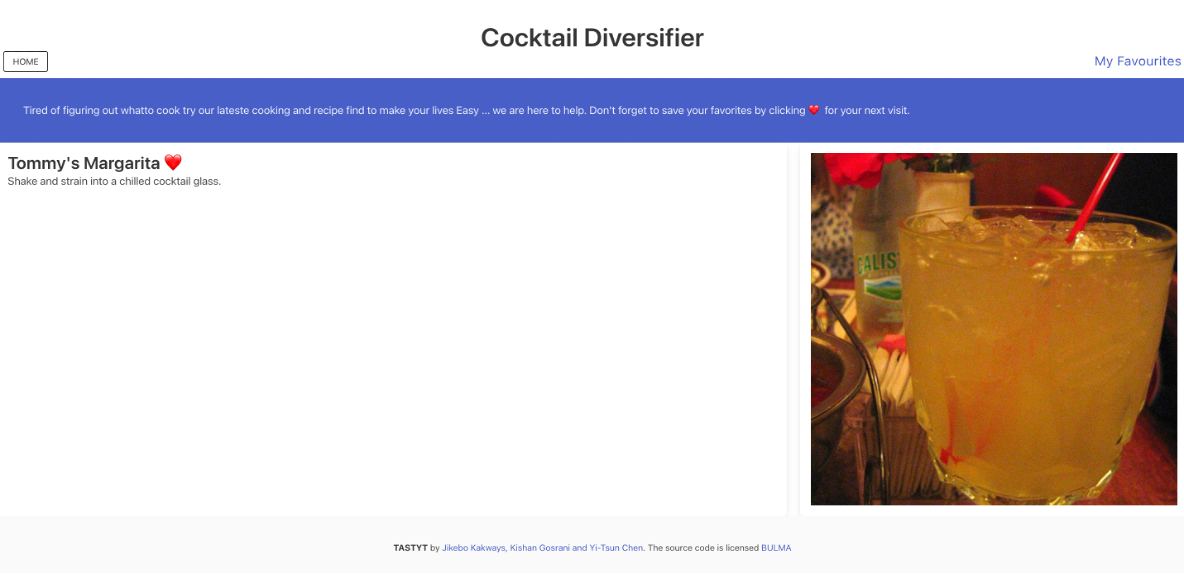 Cocktail Diversifier
HOME
My Favourites
Tired of figuring out whatto cook try our lateste cooking and recipe find to make your lives Easy ... we are here to help. Don't forget to save your favorites by clicking ❤️ for your next visit.
Tommy's Margarita ❤️
Shake and strain into a chilled cocktail glass.
CALIS
TASTYT by Jikebo Kakways, Kishan Gosrani and Yi-Tsun Chen. The source code is licensed BULMA